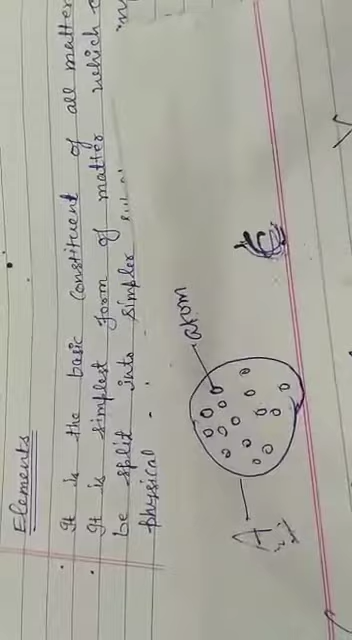 Elements
• It is the basic constituent of all matter
• It is simplest form of matter which
be split into simpler
physical
atom
A